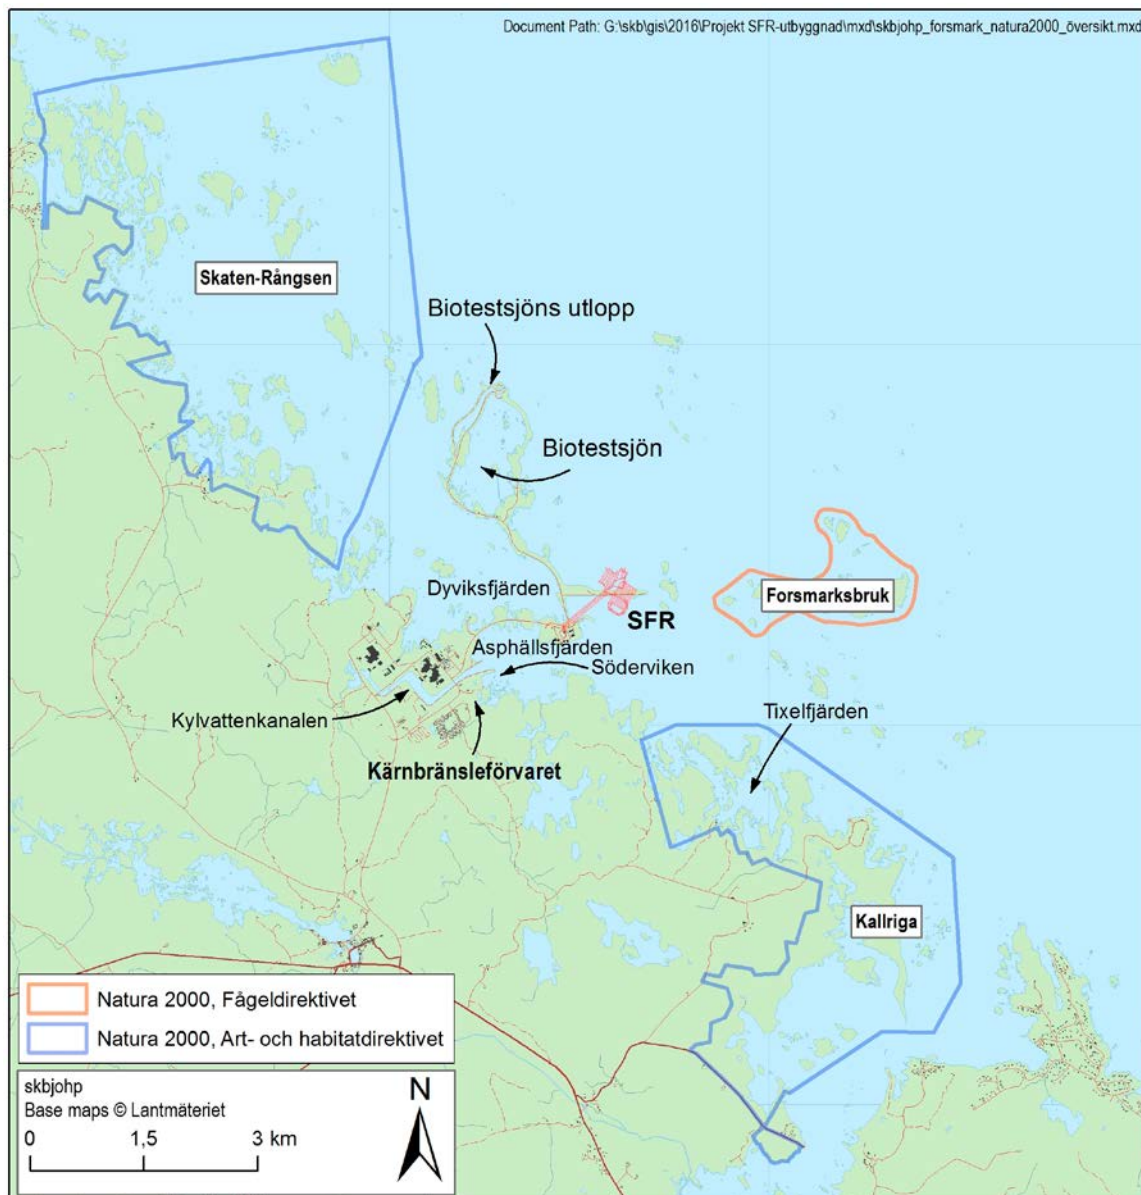 Document Path: G:\skb\gis\2016\Projekt SFR-utbyggnad\mxd\skbjohp_forsmark_natura2000_översikt.mxd
Skaten-Rångsen
Biotestsjöns utlopp
Biotestsjön
Dyviksfjärden
Forsmarksbruk
SFR
Asphällsfjärden
Söderviken
Kylvattenkanalen
Tixelfjärden
Kärnbränsleförvaret
Kallriga
Natura 2000, Fågeldirektivet
Natura 2000, Art- och habitatdirektivet
skbjohp
Base maps © Lantmäteriet
N
0 1,5 3 km